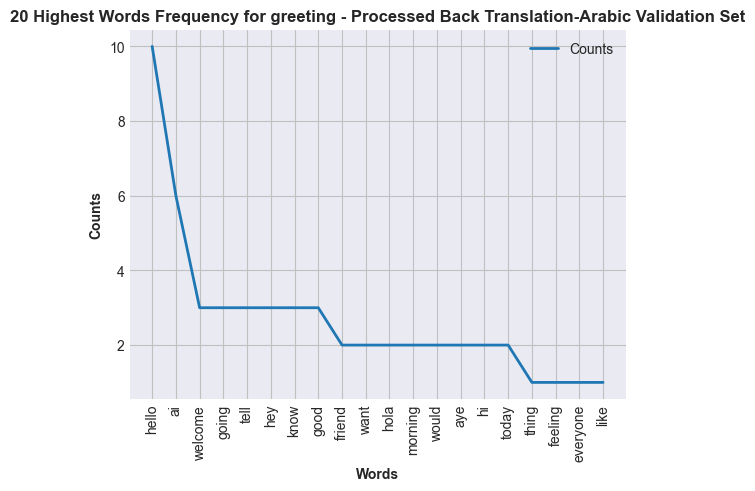 20 Highest Words Frequency for greeting - Processed Back Translation-Arabic Validation Set
Counts
10
8
6
4
2
Counts
hello
ai
welcome
going
tell
hey
know
good
friend
want
hola
morning
would
aye
hi
today
thing
feeling
everyone
like
Words